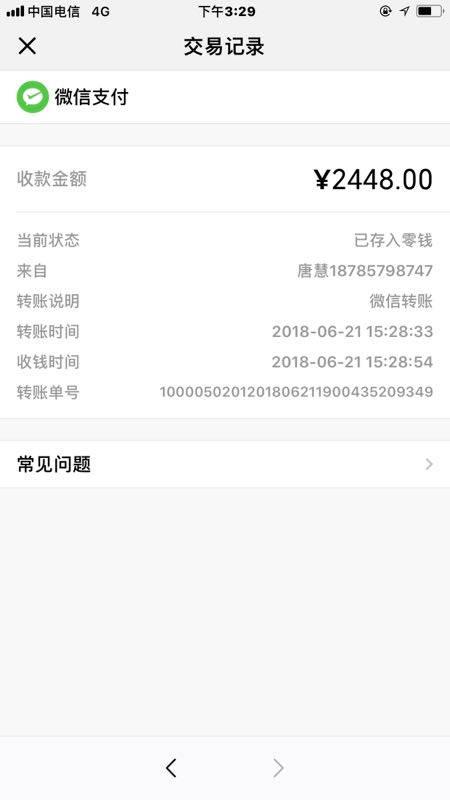 中国电信 4G 下午3:29
交易记录
微信支付
收款金额 ¥2448.00
当前状态 已存入零钱
来自 唐慧18785798747
转账说明 微信转账
转账时间 2018-06-21 15:28:33
收钱时间 2018-06-21 15:28:54
转账单号 1000050201201806211900435209349
常见问题